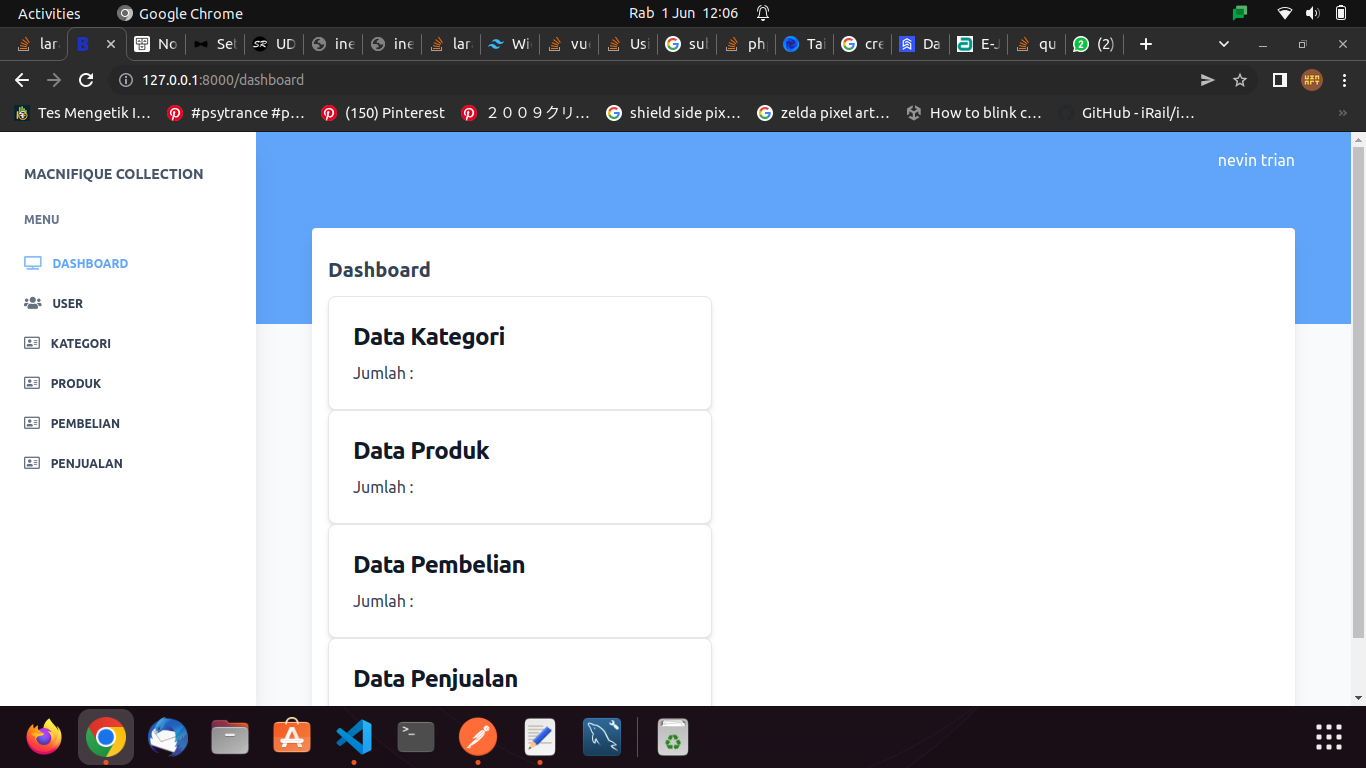 Activities
Google Chrome
Rab 1 Jun 12:06
lar
No
Sel
UD
ine
ine
lar
Wi
vue
Usi
sul
ph
Tai
cre
Da
E-J
qu
(2)
127.0.0.1:8000/dashboard
Tes Mengetik I…
#psytrance #p…
(150) Pinterest
２００９クリ…
shield side pix…
zelda pixel art…
How to blink c…
GitHub - iRail/i…
»
MACNIFIQUE COLLECTION
nevin trian
MENU
DASHBOARD
USER
KATEGORI
PRODUK
PEMBELIAN
PENJUALAN
Dashboard
Data Kategori
Jumlah :
Data Produk
Jumlah :
Data Pembelian
Jumlah :
Data Penjualan